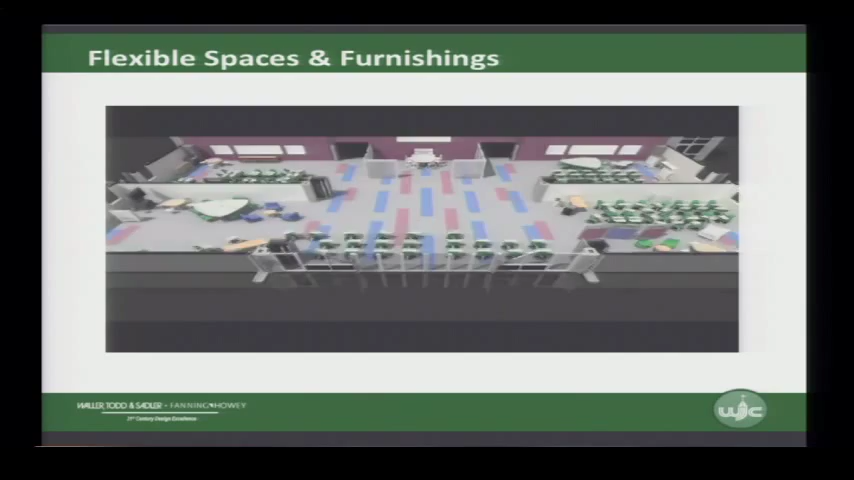 Flexible Spaces & Furnishings
WALLER, TODD & SADLER • FANNING/HOWEY
21st Century Design Excellence
wjc